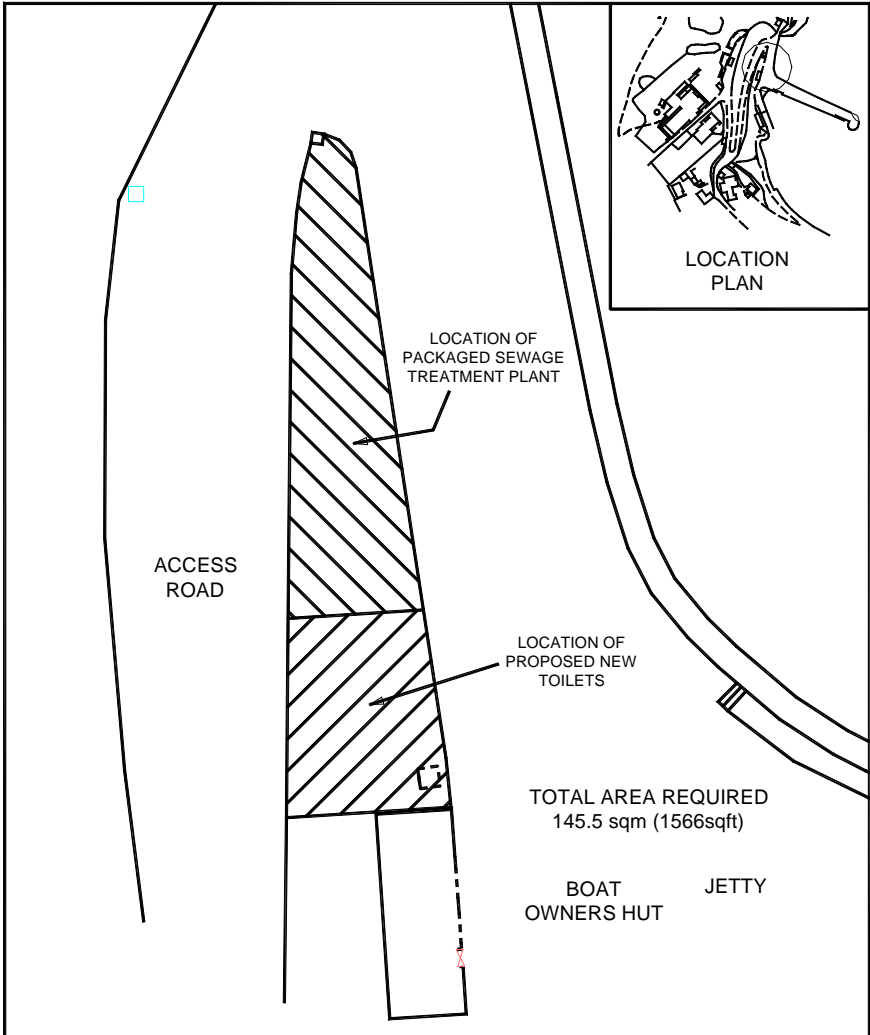 LOCATION
PLAN
LOCATION OF
PACKAGED SEWAGE
TREATMENT PLANT
ACCESS
ROAD
LOCATION OF
PROPOSED NEW
TOILETS
TOTAL AREA REQUIRED
145.5 sqm (1566sqft)
BOAT
OWNERS HUT
JETTY